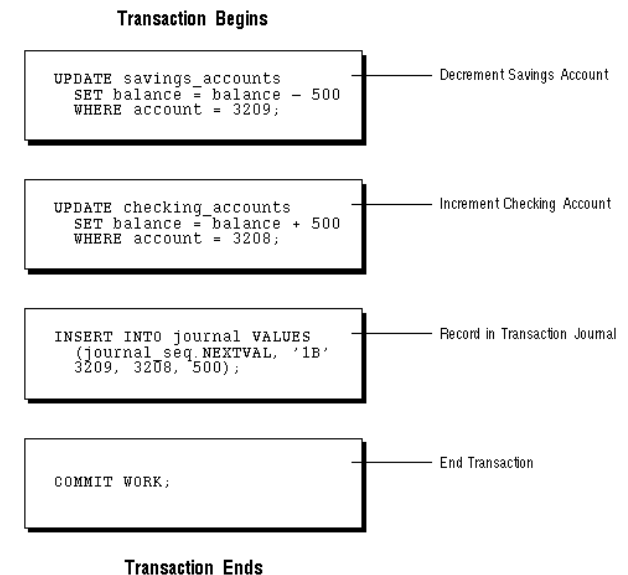 Transaction Begins
UPDATE savings_accounts
SET balance = balance – 500
WHERE account = 3209;
Decrement Savings Account
UPDATE checking_accounts
SET balance = balance + 500
WHERE account = 3208;
Increment Checking Account
INSERT INTO journal VALUES
(journal_seq.NEXTVAL, '1B'
3209, 3208, 500);
Record in Transaction Journal
COMMIT WORK;
End Transaction
Transaction Ends